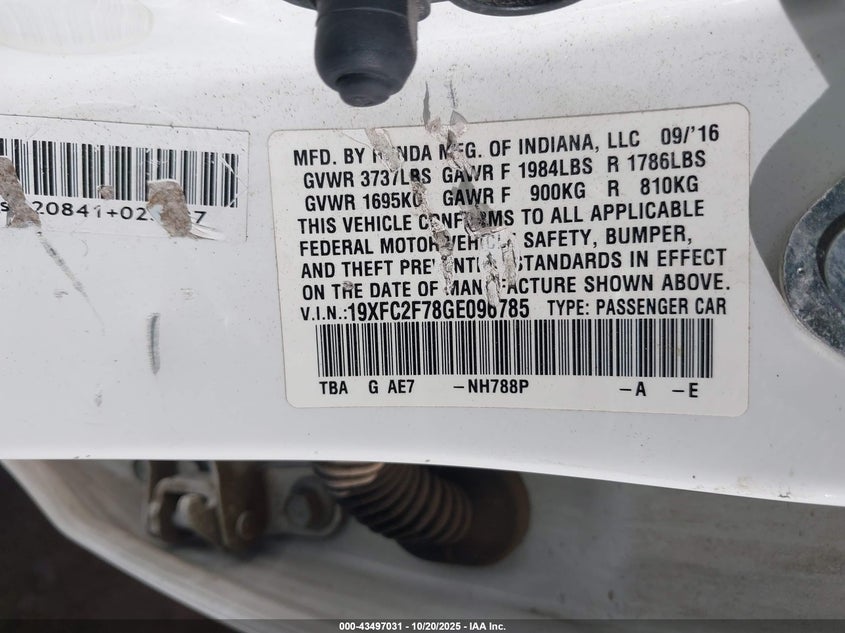 MFD. BY HONDA MFG. OF INDIANA, LLC 09/'16
GVWR 3737LBS GAWR F 1984LBS R 1786LBS
GVWR 1695KG GAWR F 900KG R 810KG
THIS VEHICLE CONFORMS TO ALL APPLICABLE
FEDERAL MOTOR VEHICLE SAFETY, BUMPER,
AND THEFT PREVENTION STANDARDS IN EFFECT
ON THE DATE OF MANUFACTURE SHOWN ABOVE.
V.I.N.: TYPE: PASSENGER CAR
TBA G AE7 -NH788P -A -E
000-43497031 - 10/20/2025 - IAA Inc.